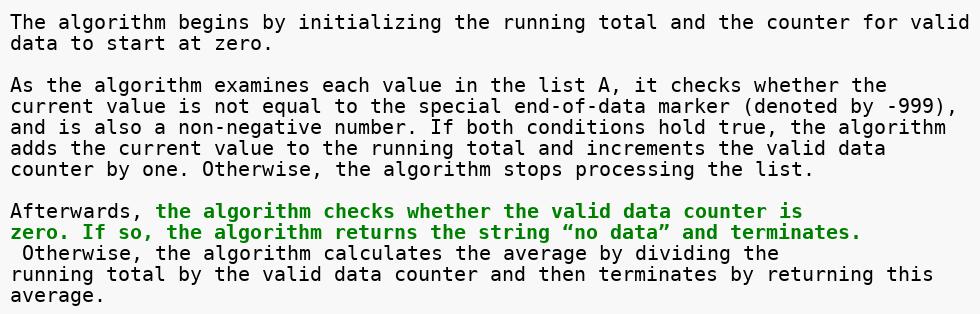 The algorithm begins by initializing the running total and the counter for valid
data to start at zero.
As the algorithm examines each value in the list A, it checks whether the
current value is not equal to the special end-of-data marker (denoted by -999),
and is also a non-negative number. If both conditions hold true, the algorithm
adds the current value to the running total and increments the valid data
counter by one. Otherwise, the algorithm stops processing the list.
Afterwards, the algorithm checks whether the valid data counter is
zero. If so, the algorithm returns the string “no data” and terminates.
Otherwise, the algorithm calculates the average by dividing the
running total by the valid data counter and then terminates by returning this
average.